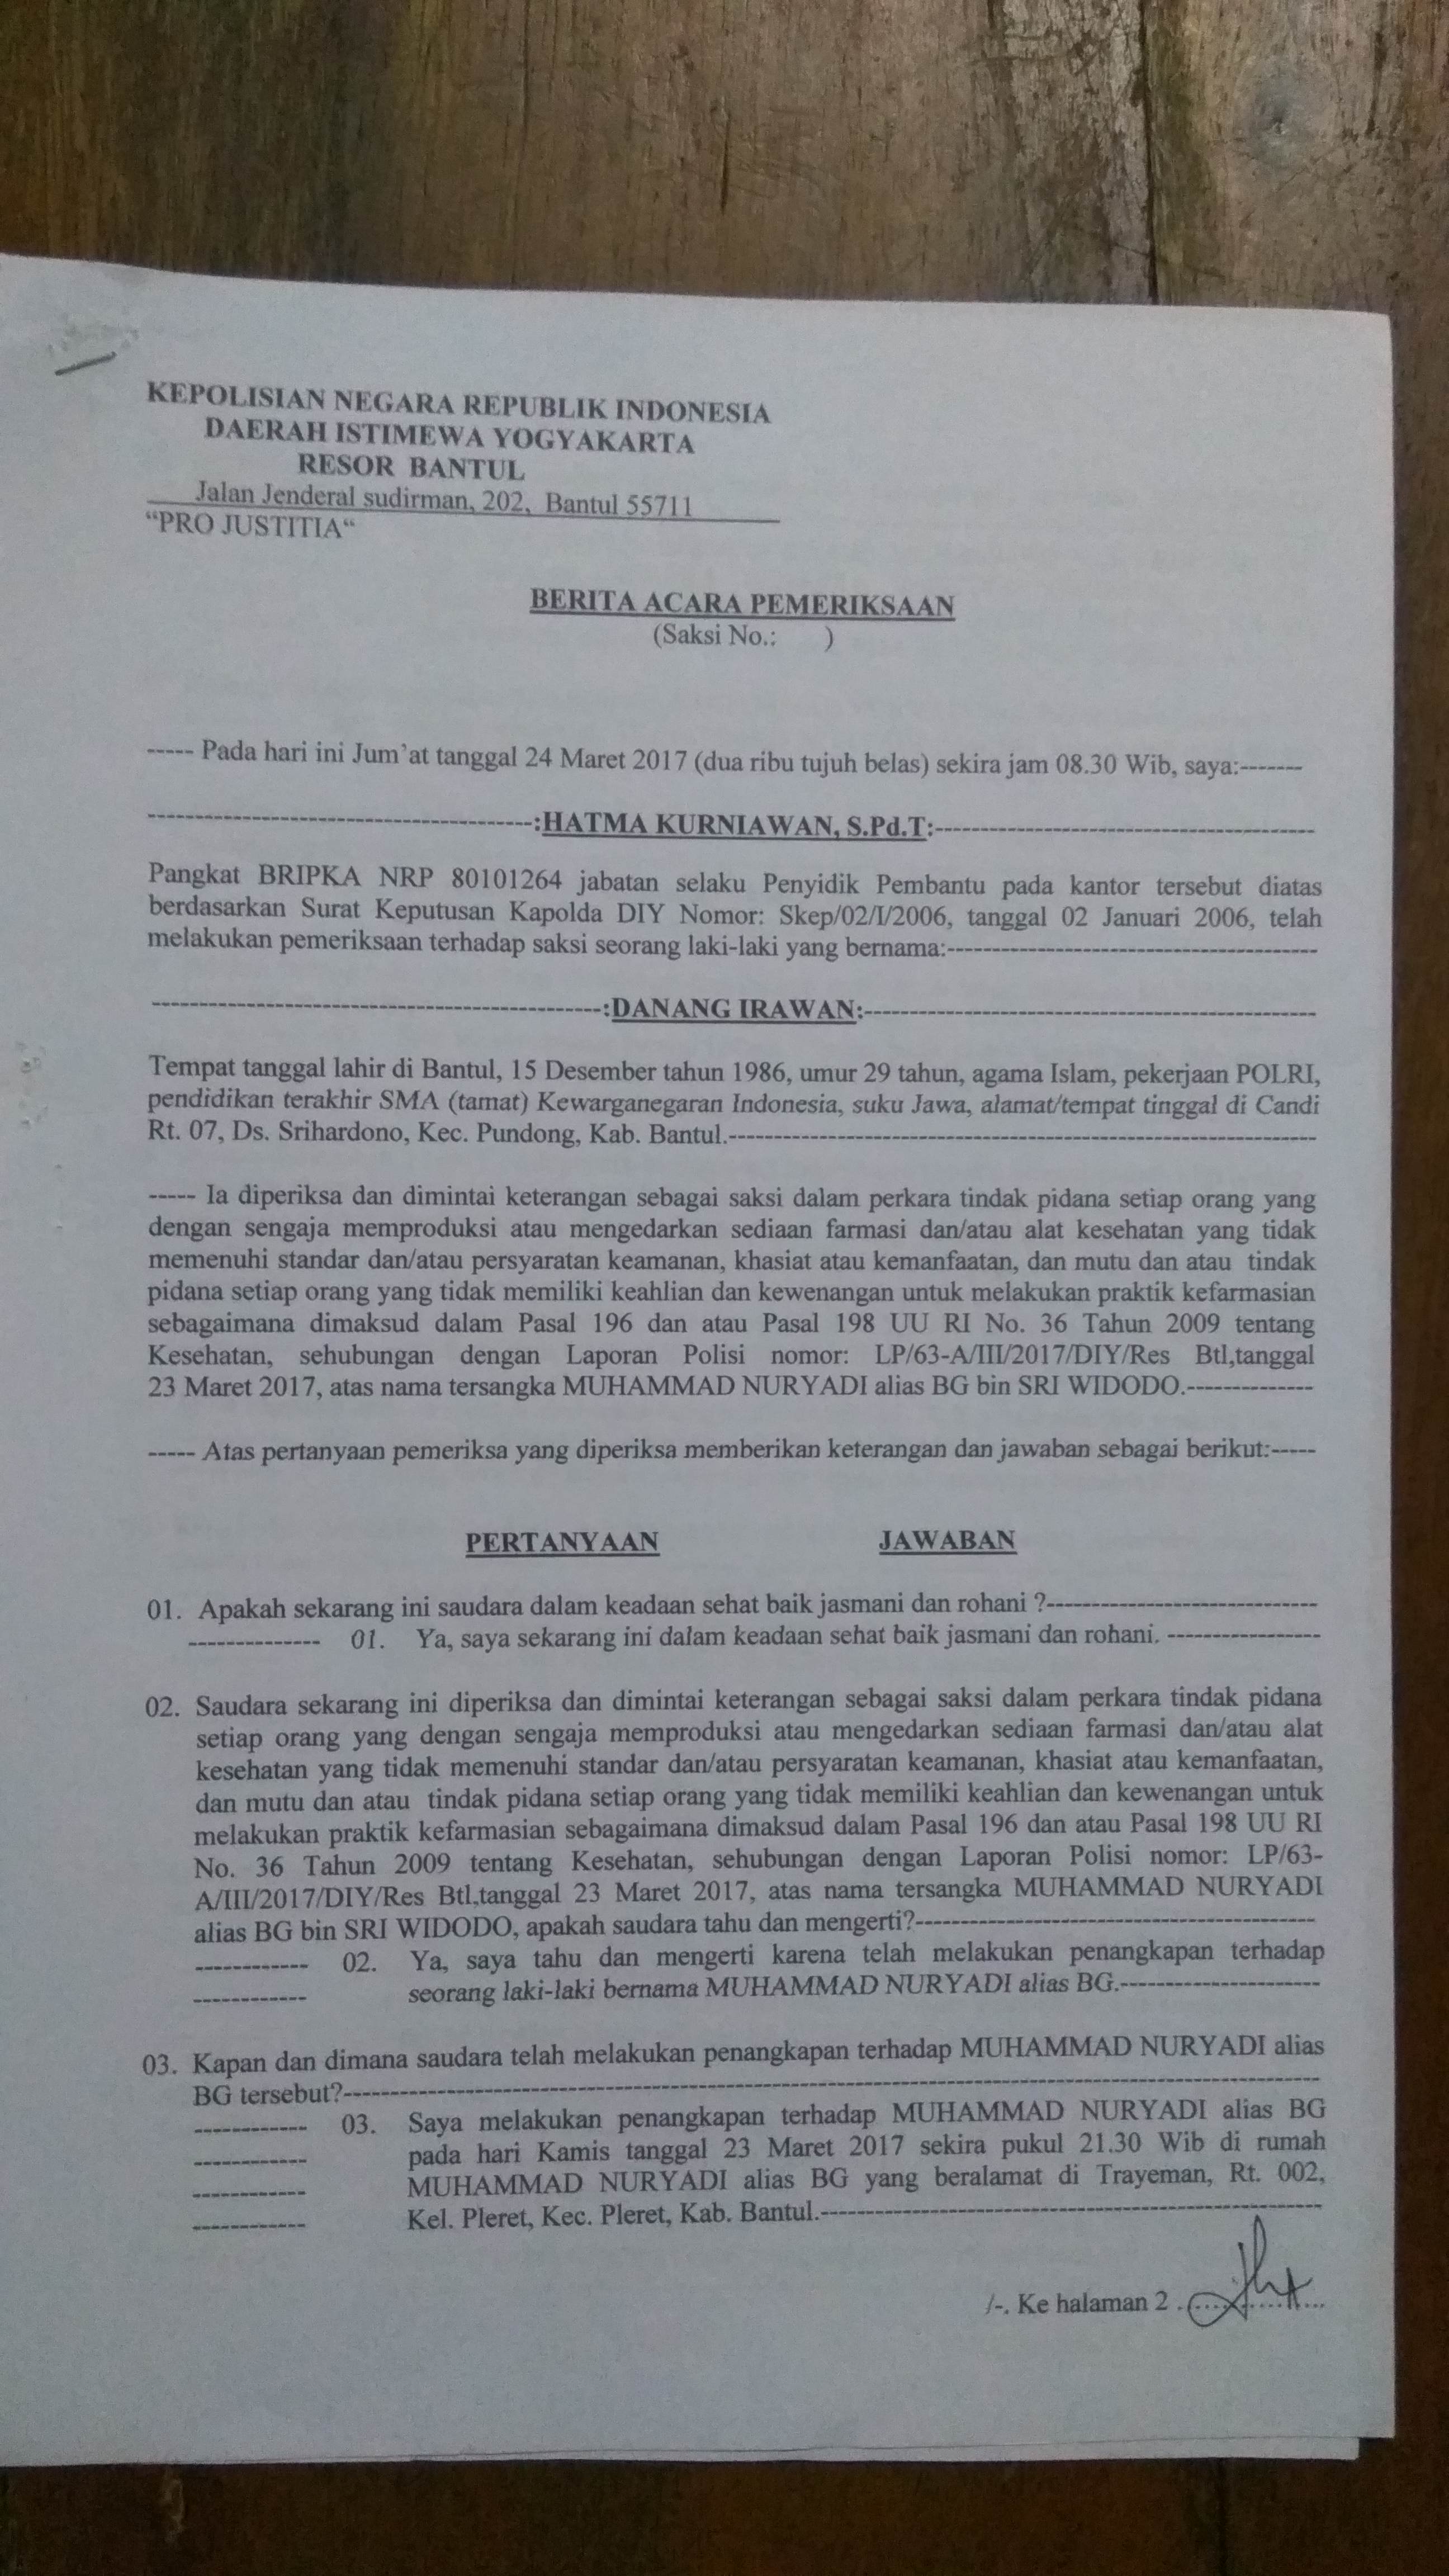 KEPOLISIAN NEGARA REPUBLIK INDONESIA
DAERAH ISTIMEWA YOGYAKARTA
RESOR BANTUL
Jalan Jenderal sudirman, 202, Bantul 55711
“PRO JUSTITIA“
BERITA ACARA PEMERIKSAAN
(Saksi No.: )
----- Pada hari ini Jum’at tanggal 24 Maret 2017 (dua ribu tujuh belas) sekira jam 08.30 Wib, saya:-------
------------------------------------------:HATMA KURNIAWAN, S.Pd.T:------------------------------------------
Pangkat BRIPKA NRP 80101264 jabatan selaku Penyidik Pembantu pada kantor tersebut diatas
berdasarkan Surat Keputusan Kapolda DIY Nomor: Skep/02/I/2006, tanggal 02 Januari 2006, telah
melakukan pemeriksaan terhadap saksi seorang laki-laki yang bernama:----------------------------------------
-------------------------------------------------:DANANG IRAWAN:-------------------------------------------------
Tempat tanggal lahir di Bantul, 15 Desember tahun 1986, umur 29 tahun, agama Islam, pekerjaan POLRI,
pendidikan terakhir SMA (tamat) Kewarganegaran Indonesia, suku Jawa, alamat/tempat tinggal di Candi
Rt. 07, Ds. Srihardono, Kec. Pundong, Kab. Bantul.----------------------------------------------------------------
----- Ia diperiksa dan dimintai keterangan sebagai saksi dalam perkara tindak pidana setiap orang yang
dengan sengaja memproduksi atau mengedarkan sediaan farmasi dan/atau alat kesehatan yang tidak
memenuhi standar dan/atau persyaratan keamanan, khasiat atau kemanfaatan, dan mutu dan atau tindak
pidana setiap orang yang tidak memiliki keahlian dan kewenangan untuk melakukan praktik kefarmasian
sebagaimana dimaksud dalam Pasal 196 dan atau Pasal 198 UU RI No. 36 Tahun 2009 tentang
Kesehatan, sehubungan dengan Laporan Polisi nomor: LP/63-A/III/2017/DIY/Res Btl,tanggal
23 Maret 2017, atas nama tersangka MUHAMMAD NURYADI alias BG bin SRI WIDODO.--------------
----- Atas pertanyaan pemeriksa yang diperiksa memberikan keterangan dan jawaban sebagai berikut:-----
PERTANYAAN JAWABAN
01. Apakah sekarang ini saudara dalam keadaan sehat baik jasmani dan rohani ?-----------------------------
-------------- 01. Ya, saya sekarang ini dalam keadaan sehat baik jasmani dan rohani. -----------------
02. Saudara sekarang ini diperiksa dan dimintai keterangan sebagai saksi dalam perkara tindak pidana
setiap orang yang dengan sengaja memproduksi atau mengedarkan sediaan farmasi dan/atau alat
kesehatan yang tidak memenuhi standar dan/atau persyaratan keamanan, khasiat atau kemanfaatan,
dan mutu dan atau tindak pidana setiap orang yang tidak memiliki keahlian dan kewenangan untuk
melakukan praktik kefarmasian sebagaimana dimaksud dalam Pasal 196 dan atau Pasal 198 UU RI
No. 36 Tahun 2009 tentang Kesehatan, sehubungan dengan Laporan Polisi nomor: LP/63-
A/III/2017/DIY/Res Btl,tanggal 23 Maret 2017, atas nama tersangka MUHAMMAD NURYADI
alias BG bin SRI WIDODO, apakah saudara tahu dan mengerti?--------------------------------------------
------------ 02. Ya, saya tahu dan mengerti karena telah melakukan penangkapan terhadap
------------ seorang laki-laki bernama MUHAMMAD NURYADI alias BG.----------------------
03. Kapan dan dimana saudara telah melakukan penangkapan terhadap MUHAMMAD NURYADI alias
BG tersebut?---------------------------------------------------------------------------------------------------------
------------ 03. Saya melakukan penangkapan terhadap MUHAMMAD NURYADI alias BG
------------ pada hari Kamis tanggal 23 Maret 2017 sekira pukul 21.30 Wib di rumah
------------ MUHAMMAD NURYADI alias BG yang beralamat di Trayeman, Rt. 002,
------------ Kel. Pleret, Kec. Pleret, Kab. Bantul.------------------------------------------------------
/-. Ke halaman 2 ................